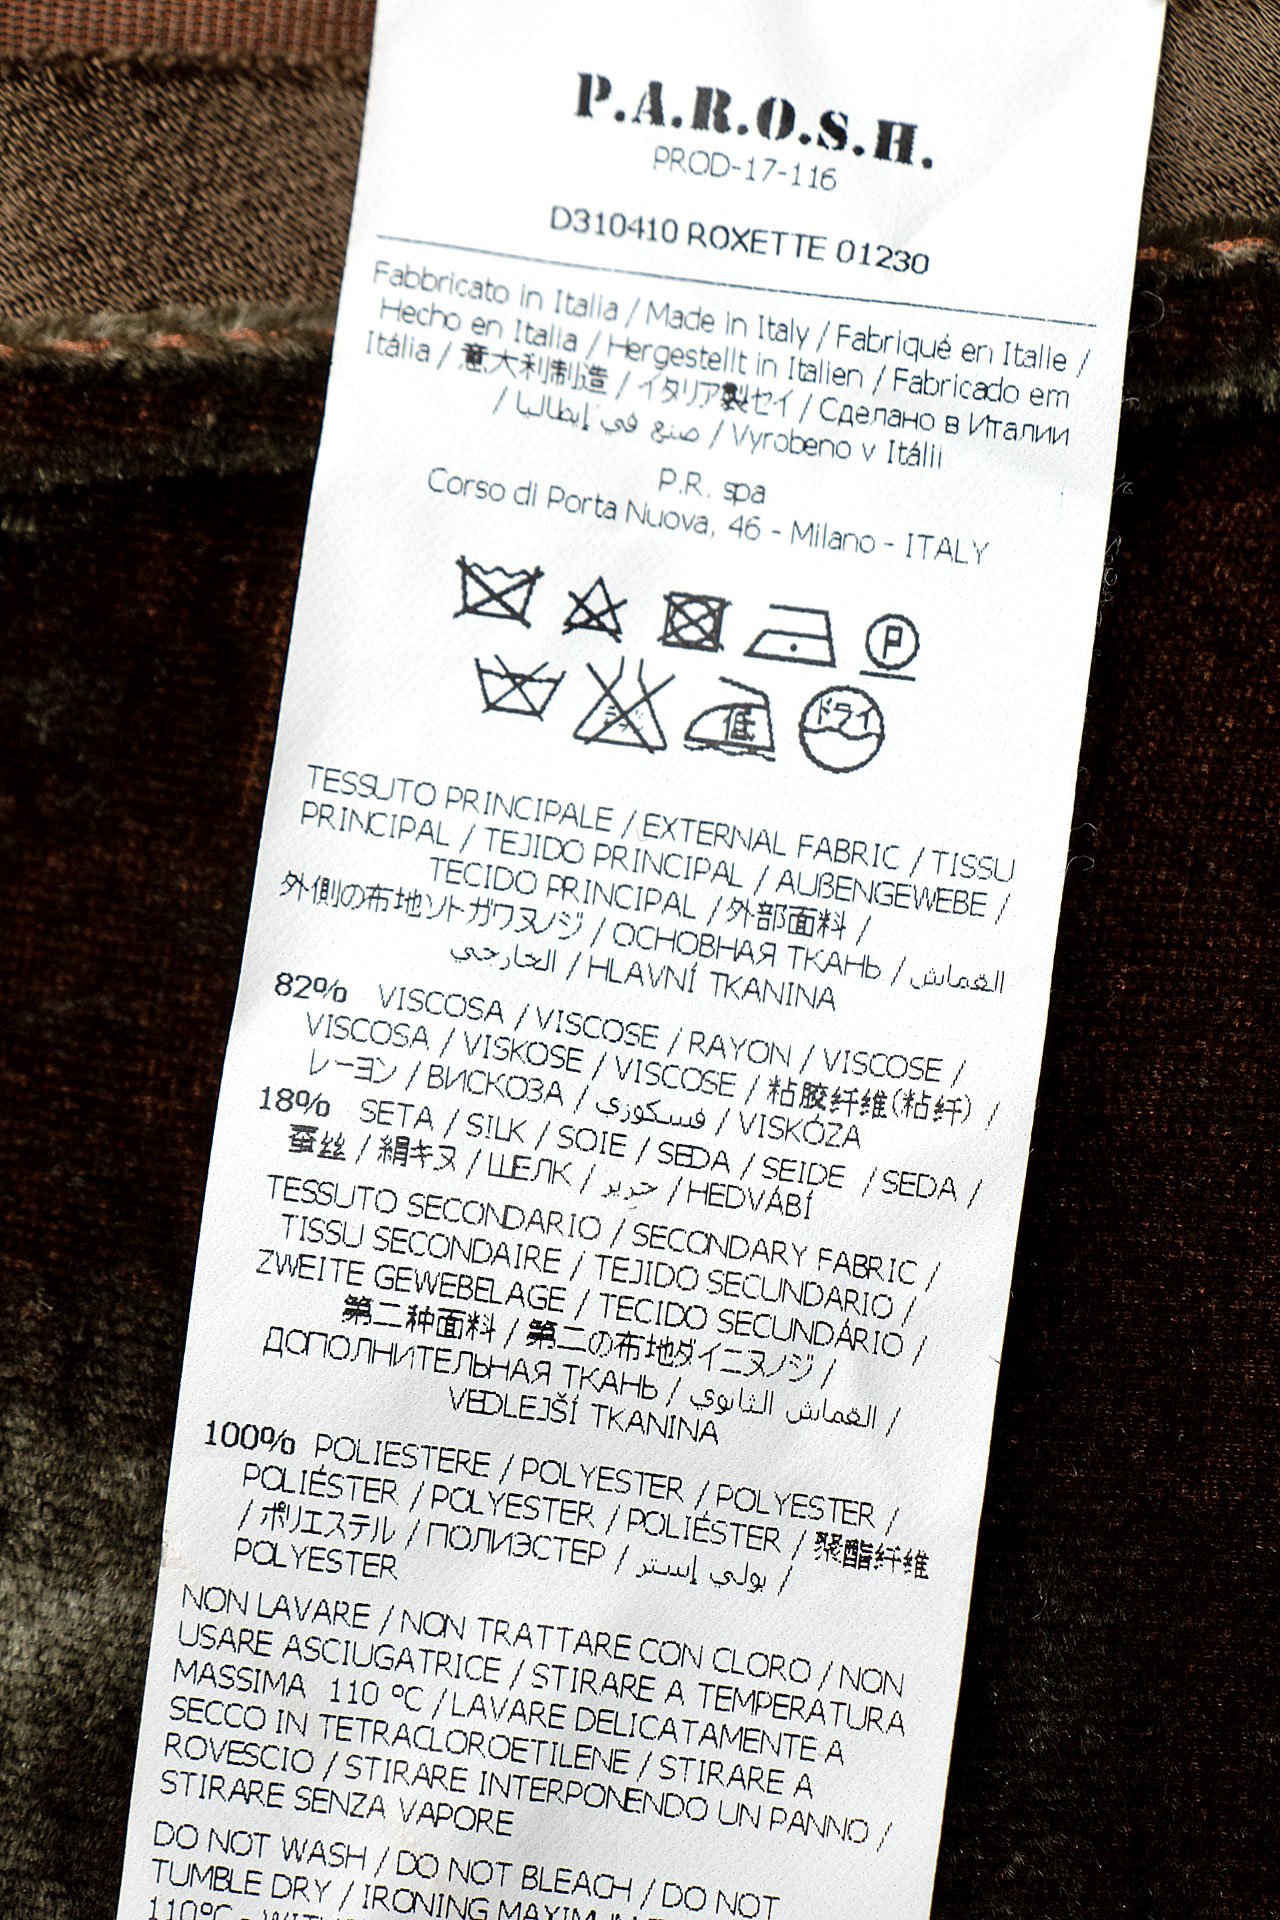 P.A.R.O.S.H.
PROD-17-116
D310410 ROXETTE 01230
Fabbricato in Italia / Made in Italy / Fabriqué en Italie /
Hecho en Italia / Hergestellt in Italien / Fabricado em
Itália / 意大利制造 / イタリア製セイ / Сделано в Италии
/ صنع في إيطاليا / Vyrobeno v Itálii
P.R. spa
Corso di Porta Nuova, 46 - Milano - ITALY
P
低 ドライ
TESSUTO PRINCIPALE / EXTERNAL FABRIC / TISSU
PRINCIPAL / TEJIDO PRINCIPAL / AUßENGEWEBE /
TECIDO PRINCIPAL / 外部面料 /
外側の布地ソトガワヌノジ / ОСНОВНАЯ ТКАНЬ / القماش
الخارجي / HLAVNÍ TKANINA
82% VISCOSA / VISCOSE / RAYON / VISCOSE /
VISCOSA / VISKOSE / VISCOSE / 粘胶纤维(粘纤) /
レーヨン / ВИСКОЗА / فسكوزى / VISKÓZA
18% SETA / SILK / SOIE / SEDA / SEIDE / SEDA /
蚕丝 / 絹キヌ / ШЕЛК / حرير / HEDVÁBÍ
TESSUTO SECONDARIO / SECONDARY FABRIC /
TISSU SECONDAIRE / TEJIDO SECUNDARIO /
ZWEITE GEWEBELAGE / TECIDO SECUNDÁRIO /
第二种面料 / 第二の布地ダイニヌノジ /
ДОПОЛНИТЕЛЬНАЯ ТКАНЬ / القماش الثانوي /
VEDLEJŠÍ TKANINA
100% POLIESTERE / POLYESTER / POLYESTER /
POLIÉSTER / POLYESTER / POLIÉSTER / 聚酯纤维
/ ポリエステル / ПОЛИЭСТЕР / بولي إستر /
POLYESTER
NON LAVARE / NON TRATTARE CON CLORO / NON
USARE ASCIUGATRICE / STIRARE A TEMPERATURA
MASSIMA 110 °C / LAVARE DELICATAMENTE A
SECCO IN TETRACLOROETILENE / STIRARE A
ROVESCIO / STIRARE INTERPONENDO UN PANNO /
STIRARE SENZA VAPORE
DO NOT WASH / DO NOT BLEACH / DO NOT
TUMBLE DRY / IRONING MAXIMUM
110°C